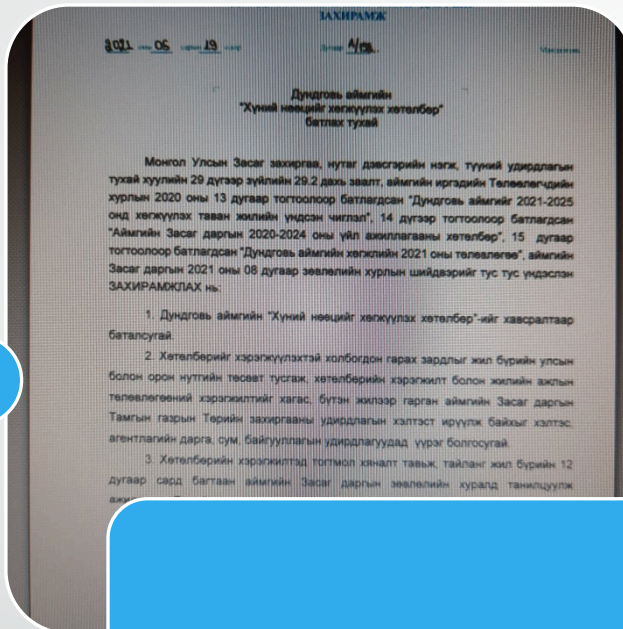 ЗАХИРАМЖ
2021 оны 06 сарын 19
Дугаар
Дундговь аймгийн
"Хүний нөөцийг хөгжүүлэх хөтөлбөр"
батлах тухай
Монгол Улсын Засаг захиргаа, нутаг дэвсгэрийн нэгж, түүний удирдлагын
тухай хуулийн 29 дүгээр зүйлийн 29.2 дахь заалт, аймгийн иргэдийн Төлөөлөгчдийн
хурлын 2020 оны 13 дугаар тогтоолоор батлагдсан "Дундговь аймгийг 2021-2025
онд хөгжүүлэх таван жилийн үндсэн чиглэл", 14 дүгээр тогтоолоор батлагдсан
"Аймгийн Засаг даргын 2020-2024 оны үйл ажиллагааны хөтөлбөр", 15 дугаар
тогтоолоор батлагдсан "Дундговь аймгийн хөгжлийн 2021 оны төлөвлөгөө", аймгийн
Засаг даргын 2021 оны 08 дугаар зөвлөлийн хурлын шийдвэрийг тус тус үндэслэн
ЗАХИРАМЖЛАХ нь:
1. Дундговь аймгийн "Хүний нөөцийг хөгжүүлэх хөтөлбөр"-ийг хавсралтаар
баталсугай.
2. Хөтөлбөрийг хэрэгжүүлэхтэй холбогдон гарах зардлыг жил бүрийн улсын
болон орон нутгийн төсөвт тусгаж, хөтөлбөрийн хэрэгжилт болон жилийн ажлын
төлөвлөгөөний хэрэгжилтийг хагас, бүтэн жилээр гарган аймгийн Засаг даргын
Тамгын газрын Төрийн захиргааны удирдлагын хэлтэст ирүүлж байхыг хэлтэс,
агентлагийн дарга, сум, байгууллагын удирдлагуудад үүрэг болгосугай.
3. Хөтөлбөрийн хэрэгжилтэд тогтмол хяналт тавьж, тайланг жил бүрийн 12
дугаар сард багтаан аймгийн Засаг даргын зөвлөлийн хуралд танилцуулж